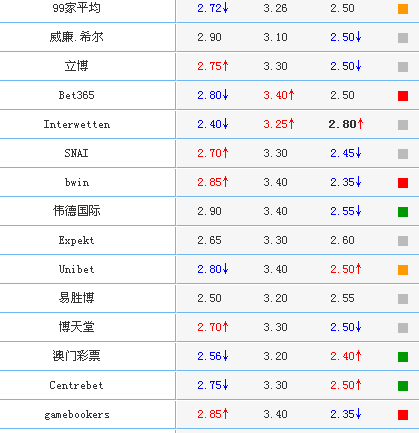 99家平均 2.72↓ 3.26 2.50
威廉.希尔 2.90 3.10 2.50↓
立博 2.75↑ 3.30 2.50↓
Bet365 2.80↓ 3.40↑ 2.50
Interwetten 2.40↓ 3.25↑ 2.80↑
SNAI 2.70↑ 3.30 2.45↓
bwin 2.85↑ 3.40 2.35↓
伟德国际 2.90 3.40 2.55↓
Expekt 2.65 3.30 2.60
Unibet 2.80↓ 3.40 2.50↑
易胜博 2.50 3.20 2.55
博天堂 2.70↑ 3.30 2.50↓
澳门彩票 2.56↓ 3.20 2.40↑
Centrebet 2.75↓ 3.30 2.50↑
gamebookers 2.85↑ 3.40 2.35↓